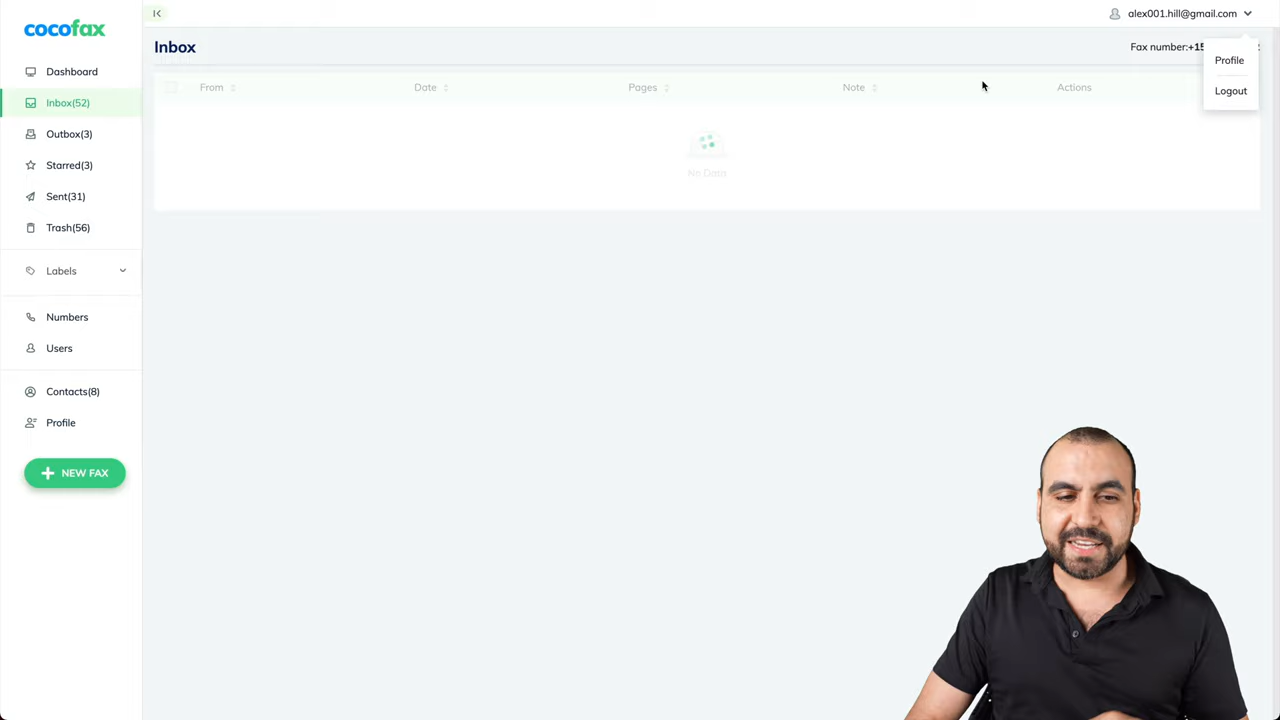 cocofax
alex001.hill@gmail.com
Inbox
Fax number:+15
Profile
Logout
Dashboard
Inbox(52)
Outbox(3)
Starred(3)
Sent(31)
Trash(56)
Labels
Numbers
Users
Contacts(8)
Profile
+ NEW FAX
From
Date
Pages
Note
Actions
No Data